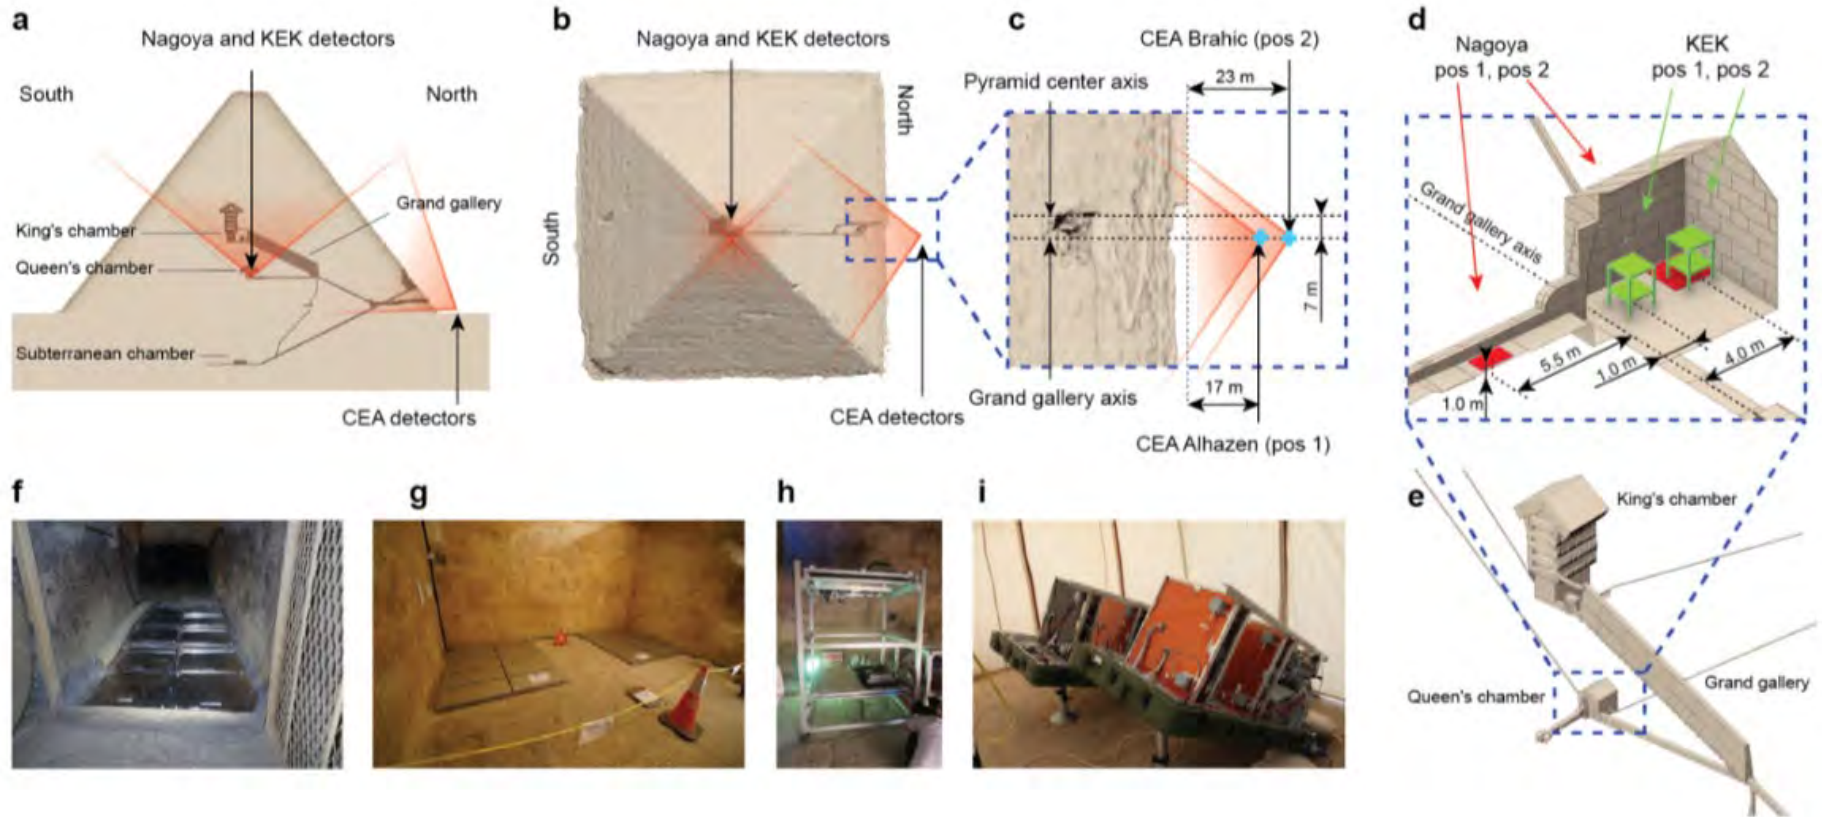 a
Nagoya and KEK detectors
South
North
Grand gallery
King's chamber
Queen's chamber
Subterranean chamber
CEA detectors
b
Nagoya and KEK detectors
North
South
CEA detectors
c
CEA Brahic (pos 2)
Pyramid center axis
23 m
7 m
17 m
Grand gallery axis
CEA Alhazen (pos 1)
d
Nagoya
pos 1, pos 2
KEK
pos 1, pos 2
Grand gallery axis
5.5 m
1.0 m
4.0 m
1.0 m
e
King's chamber
Queen's chamber
Grand gallery
f
g
h
i